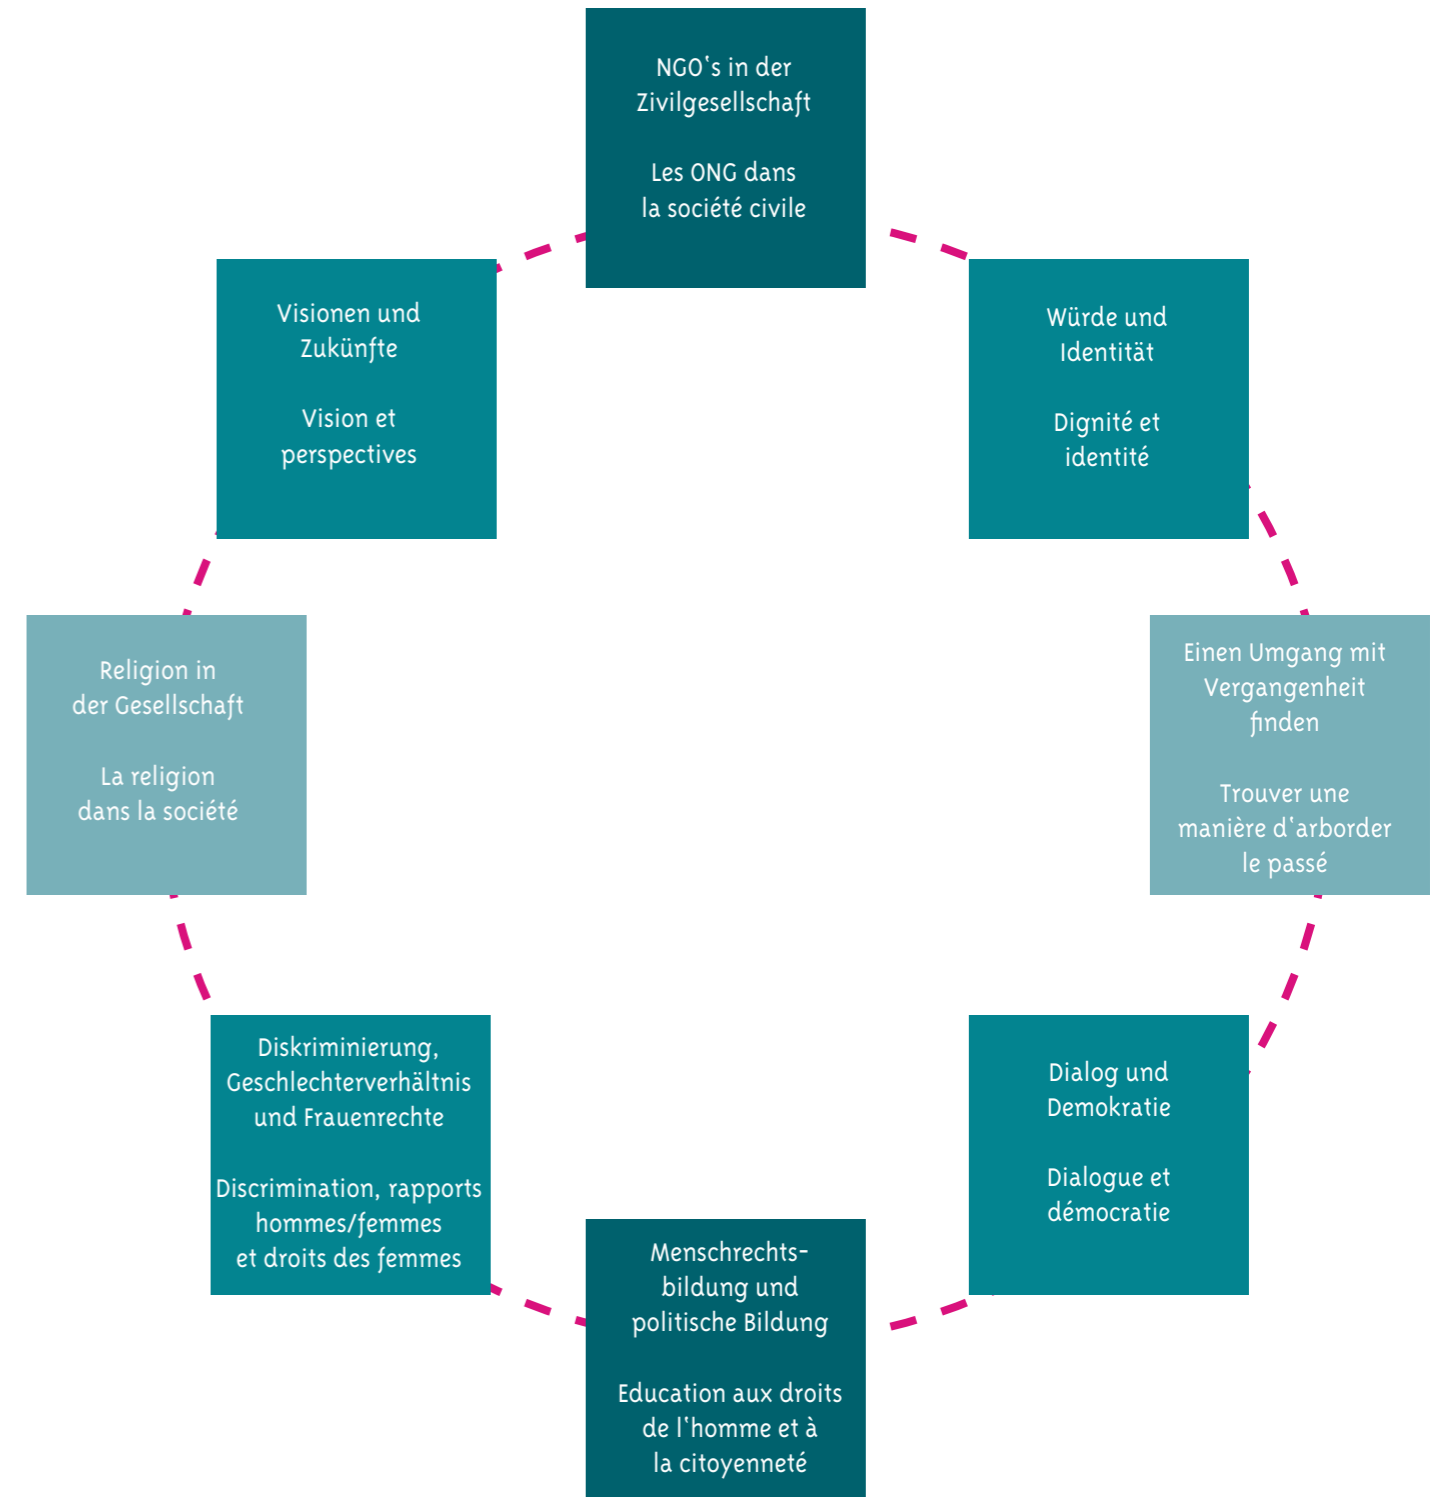 NGO‘s in der
Zivilgesellschaft
Les ONG dans
la société civile
Visionen und
Zukünfte
Vision et
perspectives
Würde und
Identität
Dignité et
identité
Religion in
der Gesellschaft
La religion
dans la société
Einen Umgang mit
Vergangenheit
finden
Trouver une
manière d‘arborder
le passé
Diskriminierung,
Geschlechterverhältnis
und Frauenrechte
Discrimination, rapports
hommes/femmes
et droits des femmes
Dialog und
Demokratie
Dialogue et
démocratie
Menschrechts-
bildung und
politische Bildung
Education aux droits
de l‘homme et à
la citoyenneté